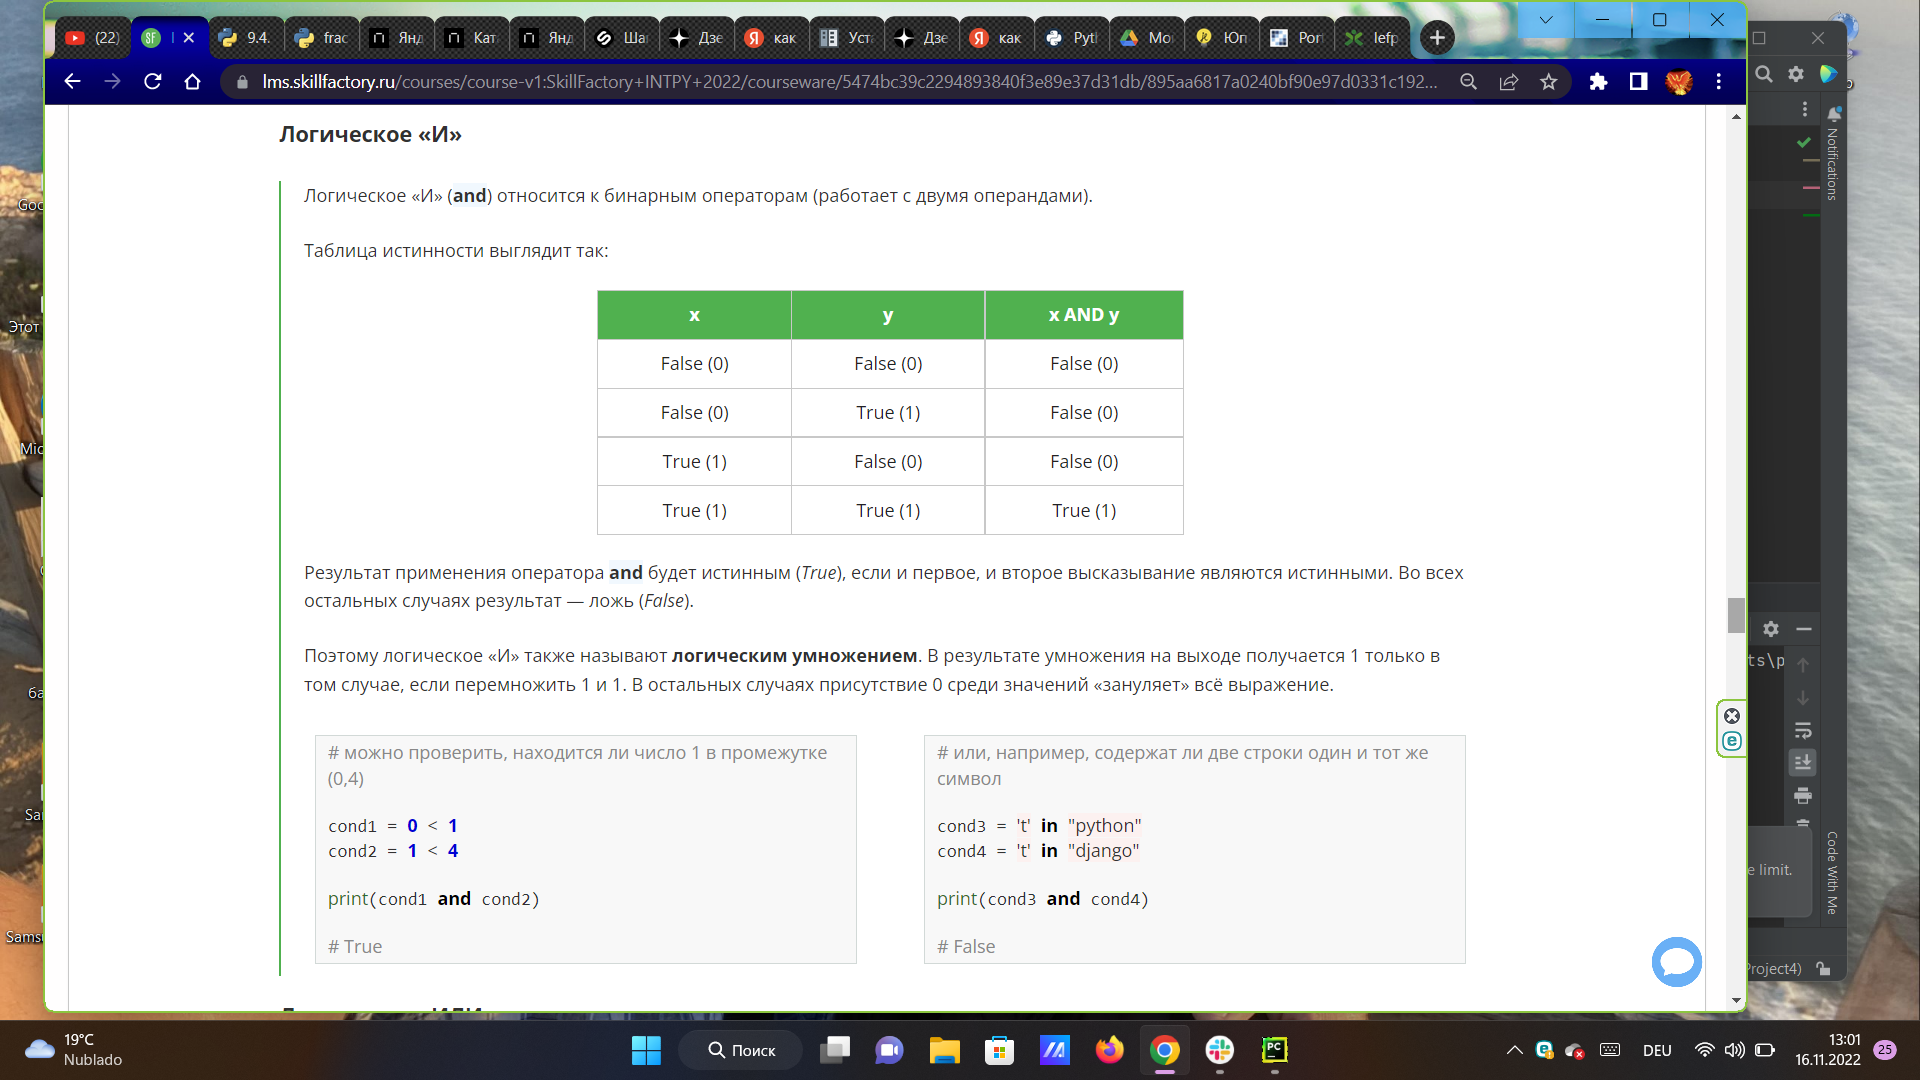 (22)
SF
9.4.
frac
Янд
Кат
Янд
Ша
Дзе
как
Уст
Дзе
как
Pyt
Мо
Юп
Por
lefp
lms.skillfactory.ru/courses/course-v1:SkillFactory+INTPY+2022/courseware/5474bc39c2294893840f3e89e37d31db/895aa6817a0240bf90e97d0331c192...
Notifications
Логическое «И»
Логическое «И» (and) относится к бинарным операторам (работает с двумя операндами).
Таблица истинности выглядит так:
x y x AND y
False (0) False (0) False (0)
False (0) True (1) False (0)
True (1) False (0) False (0)
True (1) True (1) True (1)
Результат применения оператора and будет истинным (True), если и первое, и второе высказывание являются истинными. Во всех
остальных случаях результат — ложь (False).
Поэтому логическое «И» также называют логическим умножением. В результате умножения на выходе получается 1 только в
том случае, если перемножить 1 и 1. В остальных случаях присутствие 0 среди значений «зануляет» всё выражение.
# можно проверить, находится ли число 1 в промежутке
(0,4)
cond1 = 0 < 1
cond2 = 1 < 4
print(cond1 and cond2)
# True
# или, например, содержат ли две строки один и тот же
символ
cond3 = 't' in "python"
cond4 = 't' in "django"
print(cond3 and cond4)
# False
Goo
Этот
Mic
ба
Sar
Samsu
ts\p
e limit.
Code With Me
Project4)
19°C
Nublado
Поиск
PC
DEU
13:01
16.11.2022
25